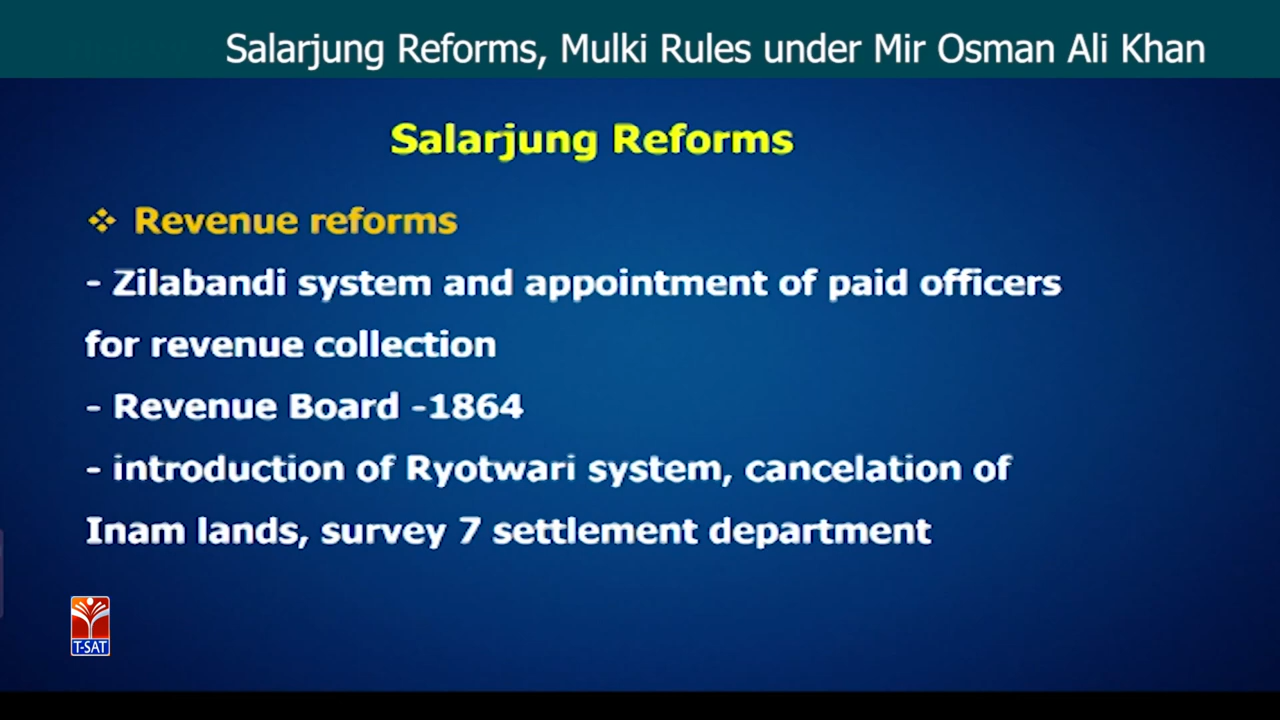 Salarjung Reforms, Mulki Rules under Mir Osman Ali Khan
Salarjung Reforms
❖ Revenue reforms
- Zilabandi system and appointment of paid officers
for revenue collection
- Revenue Board -1864
- introduction of Ryotwari system, cancelation of
Inam lands, survey 7 settlement department
T-SAT